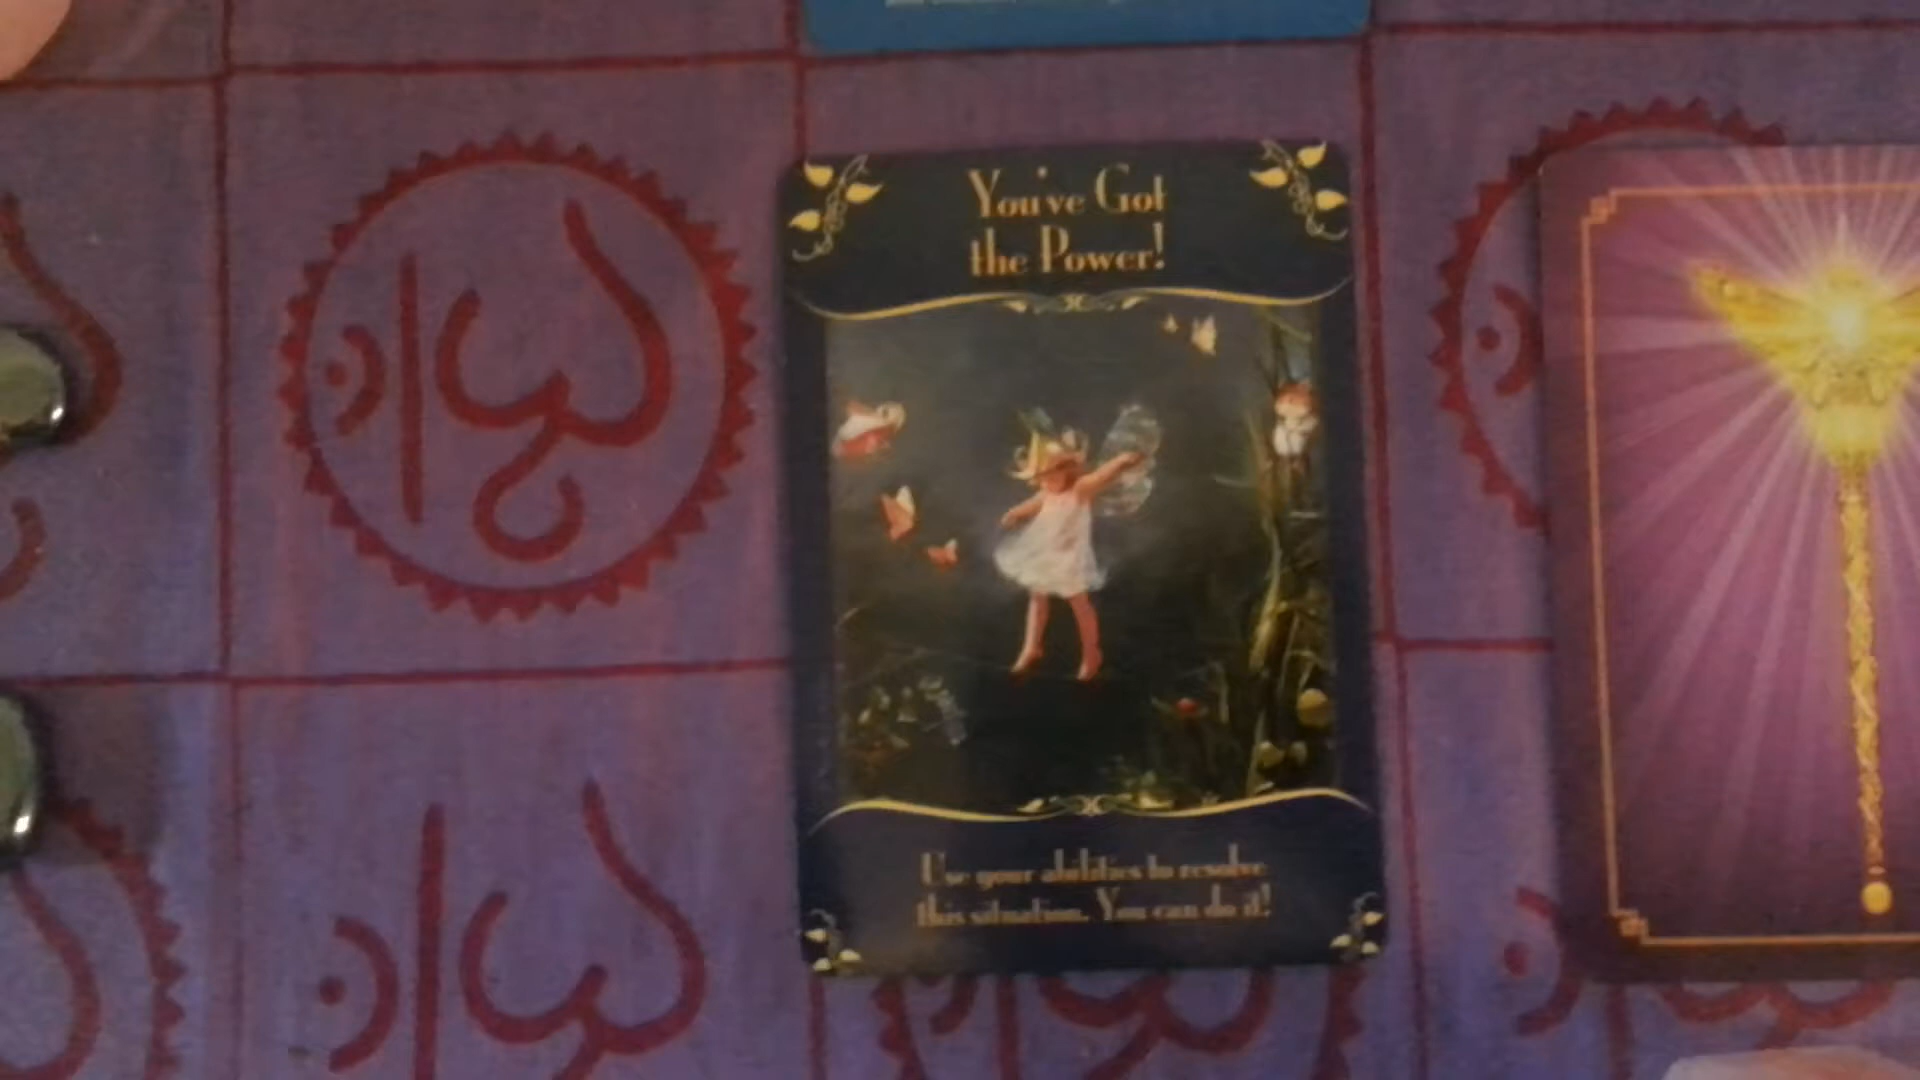 You've Got
the Power!
Use your abilities to resolve
this situation. You can do it!